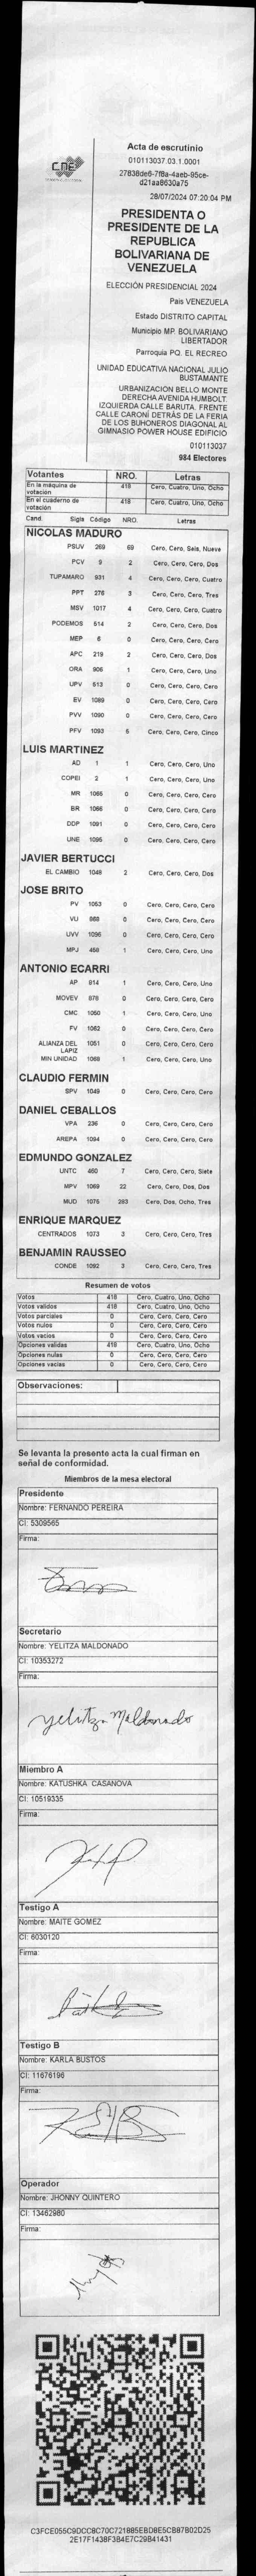 CNE
Acta de escrutinio
010113037.03.1.0001
27838de6-7f8a-4aeb-95ce-
d21aa8630a75
28/07/2024 07:20:04 PM
PRESIDENTA O
PRESIDENTE DE LA
REPUBLICA
BOLIVARIANA DE
VENEZUELA
ELECCIÓN PRESIDENCIAL 2024
Pais VENEZUELA
Estado DISTRITO CAPITAL
Municipio MP. BOLIVARIANO
LIBERTADOR
Parroquia PQ. EL RECREO
UNIDAD EDUCATIVA NACIONAL JULIO
BUSTAMANTE
URBANIZACIÓN BELLO MONTE
DERECHA AVENIDA HUMBOLT.
IZQUIERDA CALLE BARUTA. FRENTE
CALLE CARONÍ DETRÁS DE LA FERIA
DE LOS BUHONEROS DIAGONAL AL
GIMNASIO POWER HOUSE EDIFICIO
010113037
984 Electores
Votantes NRO. Letras
En la máquina de votación 418 Cero, Cuatro, Uno, Ocho
En el cuaderno de votación 418 Cero, Cuatro, Uno, Ocho
Cand. Sigla Código NRO. Letras
NICOLAS MADURO
PSUV 269 69 Cero, Cero, Seis, Nueve
PCV 9 2 Cero, Cero, Cero, Dos
TUPAMARO 931 4 Cero, Cero, Cero, Cuatro
PPT 276 3 Cero, Cero, Cero, Tres
MSV 1017 4 Cero, Cero, Cero, Cuatro
PODEMOS 514 2 Cero, Cero, Cero, Dos
MEP 6 0 Cero, Cero, Cero, Cero
APC 219 2 Cero, Cero, Cero, Dos
ORA 906 1 Cero, Cero, Cero, Uno
UPV 513 0 Cero, Cero, Cero, Cero
EV 1089 0 Cero, Cero, Cero, Cero
PVV 1090 0 Cero, Cero, Cero, Cero
PFV 1093 5 Cero, Cero, Cero, Cinco
LUIS MARTINEZ
AD 1 1 Cero, Cero, Cero, Uno
COPEI 2 1 Cero, Cero, Cero, Uno
MR 1065 0 Cero, Cero, Cero, Cero
BR 1066 0 Cero, Cero, Cero, Cero
DDP 1091 0 Cero, Cero, Cero, Cero
UNE 1095 0 Cero, Cero, Cero, Cero
JAVIER BERTUCCI
EL CAMBIO 1048 2 Cero, Cero, Cero, Dos
JOSE BRITO
PV 1053 0 Cero, Cero, Cero, Cero
VU 868 0 Cero, Cero, Cero, Cero
UVV 1096 0 Cero, Cero, Cero, Cero
MPJ 468 1 Cero, Cero, Cero, Uno
ANTONIO ECARRI
AP 914 1 Cero, Cero, Cero, Uno
MOVEV 878 0 Cero, Cero, Cero, Cero
CMC 1050 1 Cero, Cero, Cero, Uno
FV 1062 0 Cero, Cero, Cero, Cero
ALIANZA DEL LAPIZ 1051 0 Cero, Cero, Cero, Cero
MIN UNIDAD 1088 1 Cero, Cero, Cero, Uno
CLAUDIO FERMIN
SPV 1049 0 Cero, Cero, Cero, Cero
DANIEL CEBALLOS
VPA 236 0 Cero, Cero, Cero, Cero
AREPA 1094 0 Cero, Cero, Cero, Cero
EDMUNDO GONZALEZ
UNTC 460 7 Cero, Cero, Cero, Siete
MPV 1069 22 Cero, Cero, Dos, Dos
MUD 1075 283 Cero, Dos, Ocho, Tres
ENRIQUE MARQUEZ
CENTRADOS 1073 3 Cero, Cero, Cero, Tres
BENJAMIN RAUSSEO
CONDE 1092 3 Cero, Cero, Cero, Tres
Resumen de votos
Votos 418 Cero, Cuatro, Uno, Ocho
Votos validos 418 Cero, Cuatro, Uno, Ocho
Votos parciales 0 Cero, Cero, Cero, Cero
Votos nulos 0 Cero, Cero, Cero, Cero
Votos vacios 0 Cero, Cero, Cero, Cero
Opciones validas 418 Cero, Cuatro, Uno, Ocho
Opciones nulas 0 Cero, Cero, Cero, Cero
Opciones vacias 0 Cero, Cero, Cero, Cero
Observaciones:
Se levanta la presente acta la cual firman en
señal de conformidad.
Miembros de la mesa electoral
Presidente
Nombre: FERNANDO PEREIRA
CI: 5309565
Firma:
Secretario
Nombre: YELITZA MALDONADO
CI: 10353272
Firma:
Yelitza Maldonado
Miembro A
Nombre: KATUSHKA CASANOVA
CI: 10519335
Firma:
Testigo A
Nombre: MAITE GOMEZ
CI: 6030120
Firma:
Testigo B
Nombre: KARLA BUSTOS
CI: 11676196
Firma:
Operador
Nombre: JHONNY QUINTERO
CI: 13462980
Firma:
C3FCE055C9DCC8C70C721885EBD8E5CB87B02D25
2E17F1438F3B4E7C29B41431